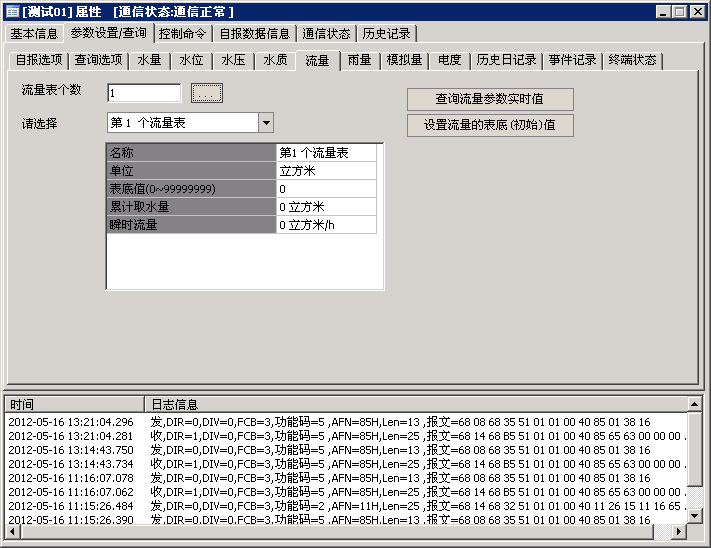 [测试01] 属性 [通信状态:通信正常]
基本信息 参数设置/查询 控制命令 自报数据信息 通信状态 历史记录
自报选项 查询选项 水量 水位 水压 水质 流量 雨量 模拟量 电度 历史日记录 事件记录 终端状态
流量表个数 1 ... 查询流量参数实时值
请选择 第 1 个流量表 设置流量的表底(初始)值
名称 第1 个流量表
单位 立方米
表底值(0~99999999) 0
累计取水量 0 立方米
瞬时流量 0 立方米/h
时间 日志信息
2012-05-16 13:21:04.296 发,DIR=0,DIV=0,FCB=3,功能码=5 ,AFN=85H,Len=13 ,报文=68 08 68 35 51 01 01 00 40 85 01 38 16
2012-05-16 13:21:04.281 收,DIR=1,DIV=0,FCB=3,功能码=5 ,AFN=85H,Len=25 ,报文=68 14 68 B5 51 01 01 00 40 85 65 63 00 00 00 .
2012-05-16 13:14:43.750 发,DIR=0,DIV=0,FCB=3,功能码=5 ,AFN=85H,Len=13 ,报文=68 08 68 35 51 01 01 00 40 85 01 38 16
2012-05-16 13:14:43.734 收,DIR=1,DIV=0,FCB=3,功能码=5 ,AFN=85H,Len=25 ,报文=68 14 68 B5 51 01 01 00 40 85 65 63 00 00 00 .
2012-05-16 11:16:07.078 发,DIR=0,DIV=0,FCB=3,功能码=5 ,AFN=85H,Len=13 ,报文=68 08 68 35 51 01 01 00 40 85 01 38 16
2012-05-16 11:16:07.062 收,DIR=1,DIV=0,FCB=3,功能码=5 ,AFN=85H,Len=25 ,报文=68 14 68 B5 51 01 01 00 40 85 65 63 00 00 00 .
2012-05-16 11:15:26.484 发,DIR=0,DIV=0,FCB=3,功能码=2 ,AFN=11H,Len=25 ,报文=68 14 68 32 51 01 01 00 40 11 26 15 11 16 65 .
2012-05-16 11:15:26.390 发,DIR=0,DIV=0,FCB=3,功能码=5 ,AFN=85H,Len=13 ,报文=68 08 68 35 51 01 01 00 40 85 01 38 16